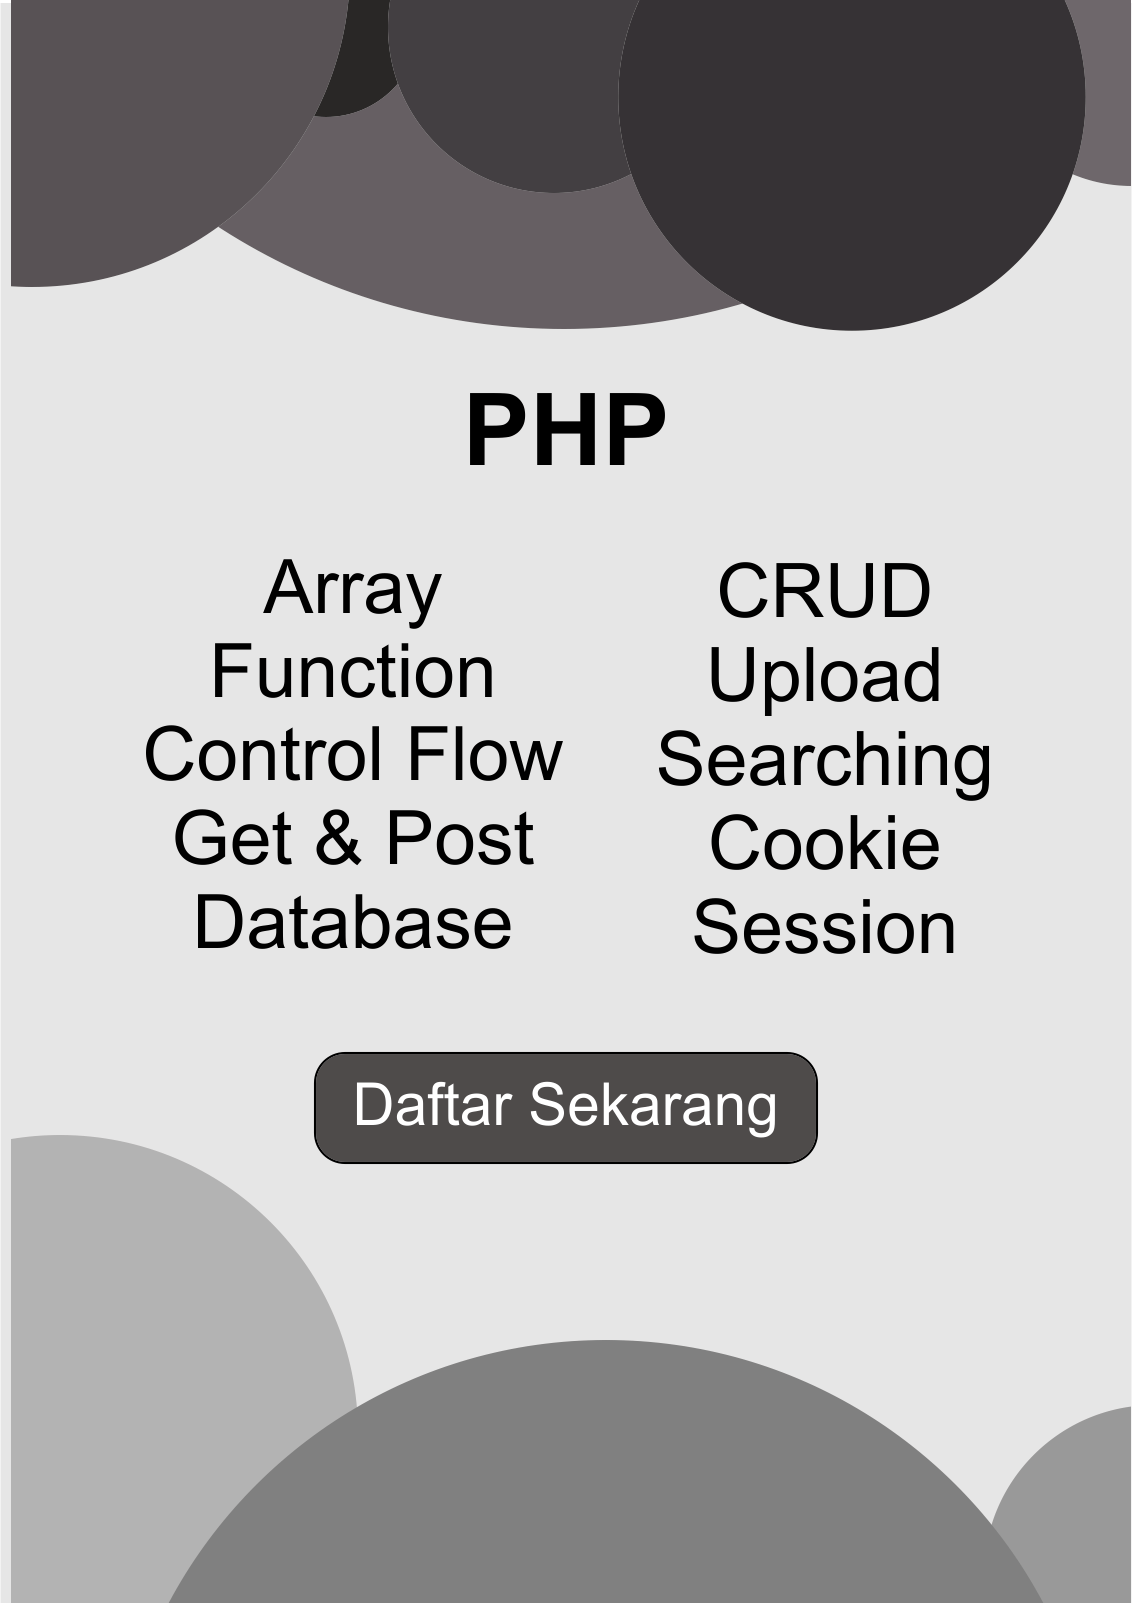 PHP
Array
Function
Control Flow
Get & Post
Database
CRUD
Upload
Searching
Cookie
Session
Daftar Sekarang